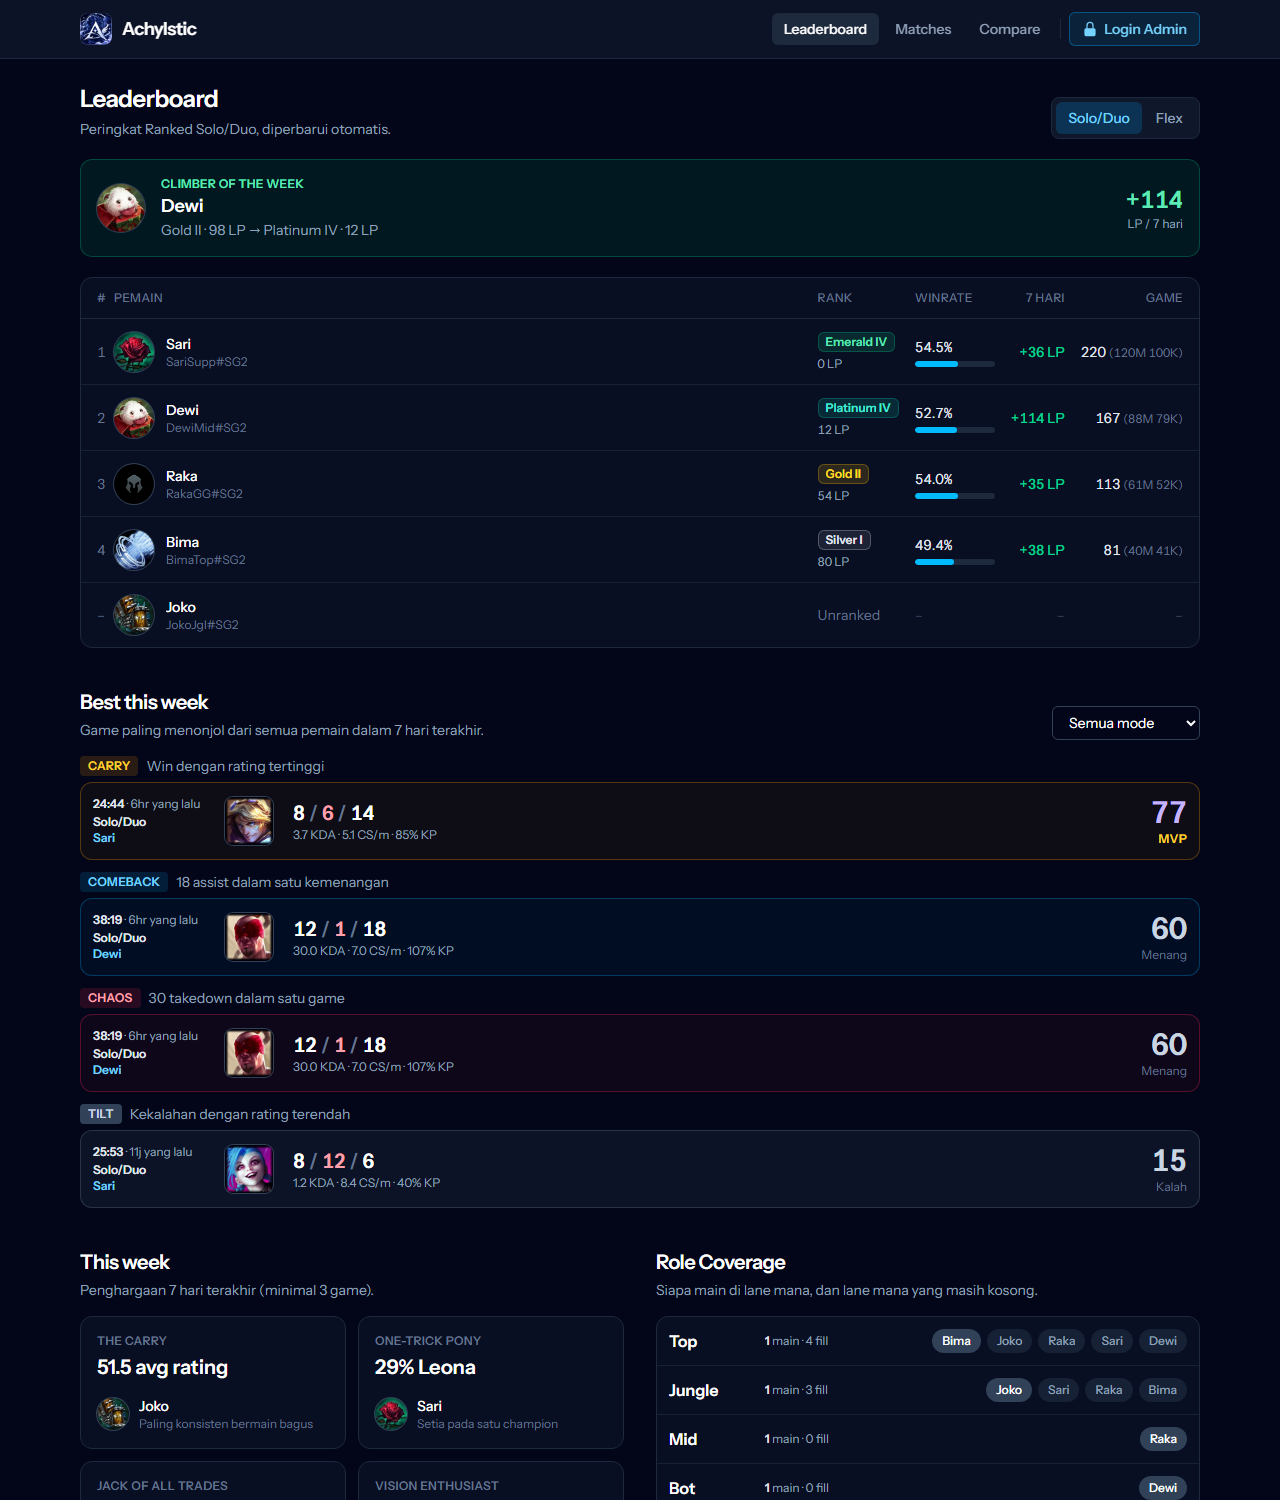 Achylstic
Leaderboard
Matches
Compare
Login Admin
Leaderboard
Peringkat Ranked Solo/Duo, diperbarui otomatis.
Solo/Duo
Flex
CLIMBER OF THE WEEK
Dewi
Gold II · 98 LP → Platinum IV · 12 LP
+114
LP / 7 hari
# PEMAIN RANK WINRATE 7 HARI GAME
1 Sari SariSupp#SG2 Emerald IV 0 LP 54.5% +36 LP 220 (120M 100K)
2 Dewi DewiMid#SG2 Platinum IV 12 LP 52.7% +114 LP 167 (88M 79K)
3 Raka RakaGG#SG2 Gold II 54 LP 54.0% +35 LP 113 (61M 52K)
4 Bima BimaTop#SG2 Silver I 80 LP 49.4% +38 LP 81 (40M 41K)
– Joko JokoJgl#SG2 Unranked – – –
Best this week
Game paling menonjol dari semua pemain dalam 7 hari terakhir.
Semua mode
CARRY Win dengan rating tertinggi
24:44 · 6hr yang lalu
Solo/Duo
Sari
8 / 6 / 14
3.7 KDA · 5.1 CS/m · 85% KP
77
MVP
COMEBACK 18 assist dalam satu kemenangan
38:19 · 6hr yang lalu
Solo/Duo
Dewi
12 / 1 / 18
30.0 KDA · 7.0 CS/m · 107% KP
60
Menang
CHAOS 30 takedown dalam satu game
38:19 · 6hr yang lalu
Solo/Duo
Dewi
12 / 1 / 18
30.0 KDA · 7.0 CS/m · 107% KP
60
Menang
TILT Kekalahan dengan rating terendah
25:53 · 11j yang lalu
Solo/Duo
Sari
8 / 12 / 6
1.2 KDA · 8.4 CS/m · 40% KP
15
Kalah
This week
Penghargaan 7 hari terakhir (minimal 3 game).
THE CARRY
51.5 avg rating
Joko
Paling konsisten bermain bagus
ONE-TRICK PONY
29% Leona
Sari
Setia pada satu champion
JACK OF ALL TRADES
VISION ENTHUSIAST
Role Coverage
Siapa main di lane mana, dan lane mana yang masih kosong.
Top 1 main · 4 fill Bima Joko Raka Sari Dewi
Jungle 1 main · 3 fill Joko Sari Raka Bima
Mid 1 main · 0 fill Raka
Bot 1 main · 0 fill Dewi